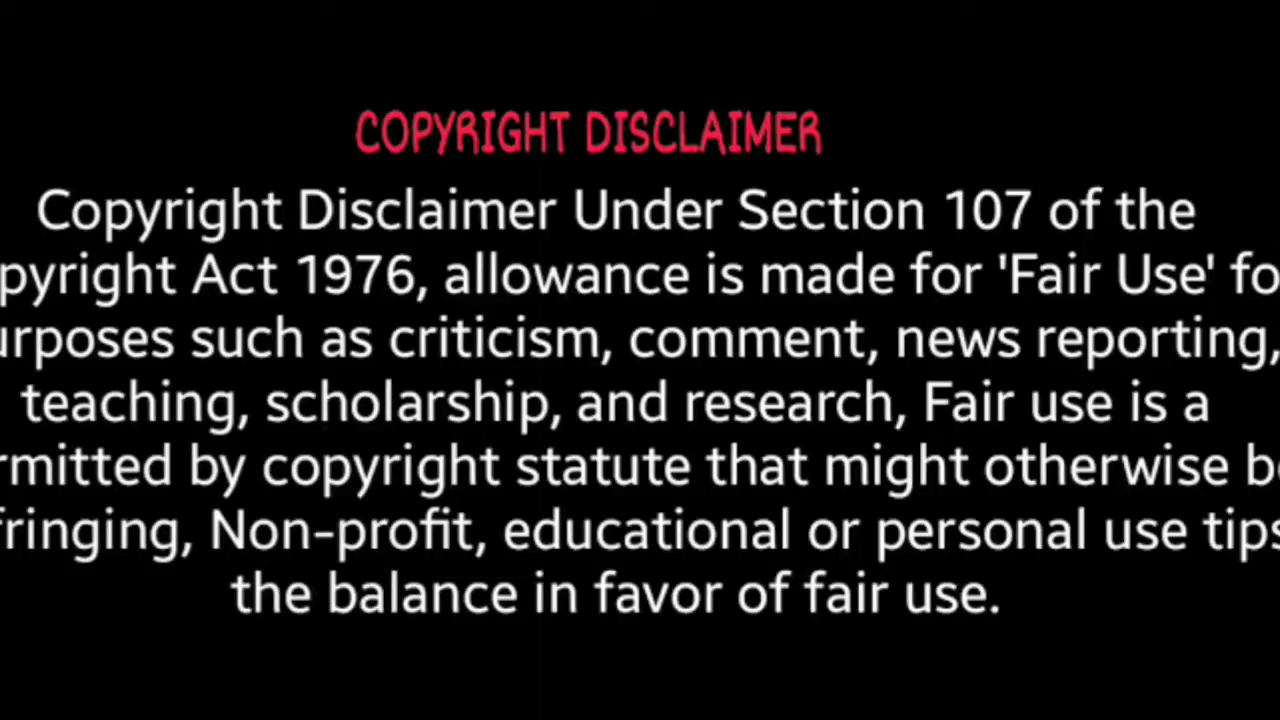 COPYRIGHT DISCLAIMER
Copyright Disclaimer Under Section 107 of the
pyright Act 1976, allowance is made for 'Fair Use' fo
urposes such as criticism, comment, news reporting,
teaching, scholarship, and research, Fair use is a
rmitted by copyright statute that might otherwise b
fringing, Non-profit, educational or personal use tips
the balance in favor of fair use.